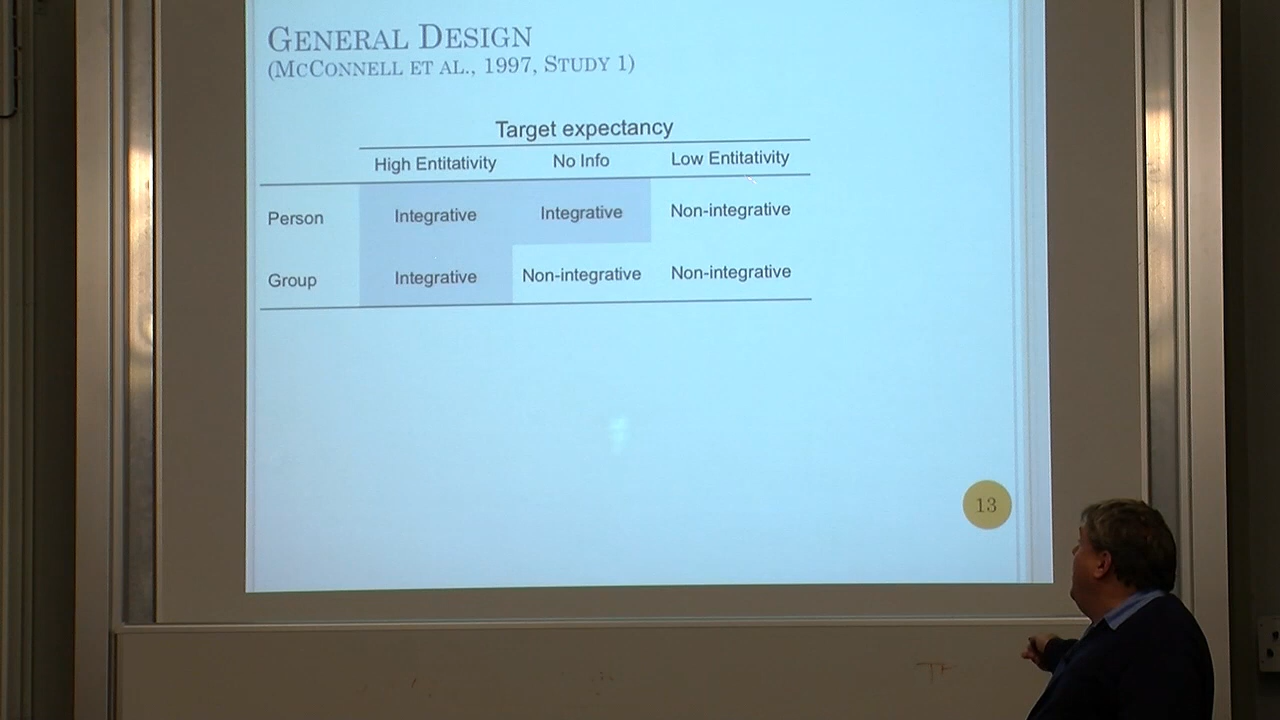 GENERAL DESIGN
(MCCONNELL ET AL., 1997, STUDY 1)
Target expectancy
High Entitativity No Info Low Entitativity
Person Integrative Integrative Non-integrative
Group Integrative Non-integrative Non-integrative
13